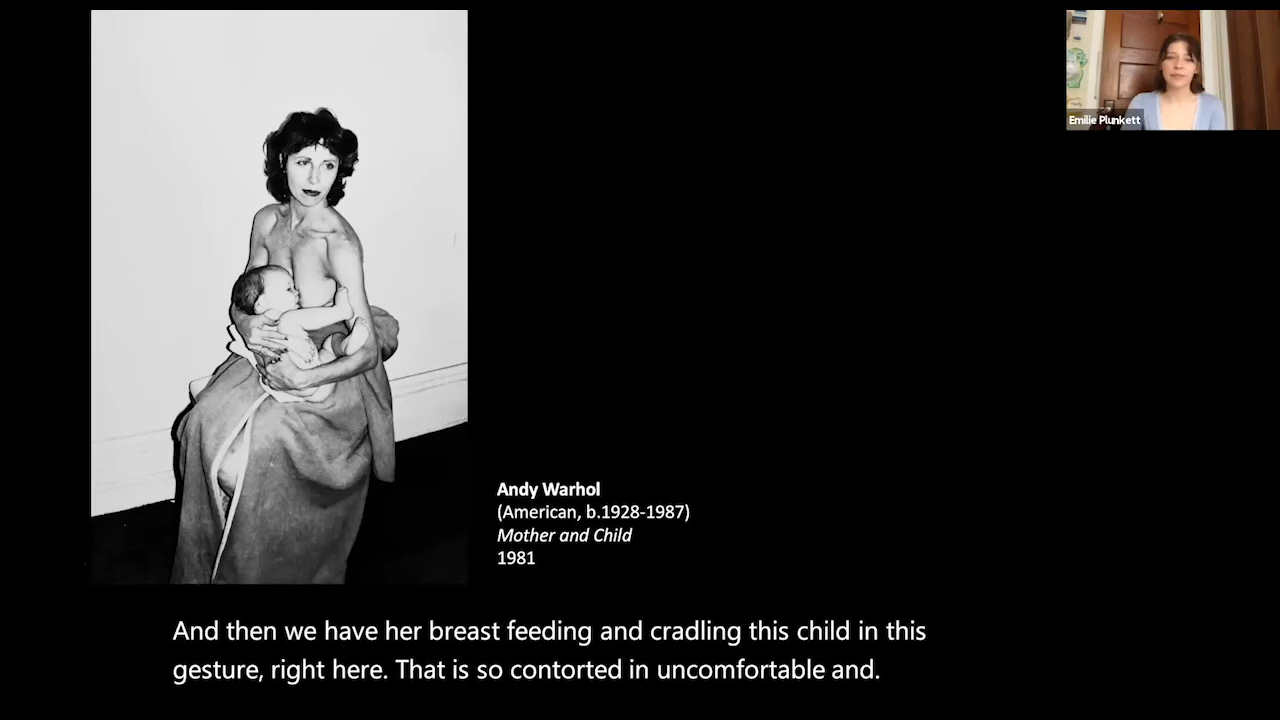 Emilie Plunkett
Andy Warhol
(American, b.1928-1987)
Mother and Child
1981
And then we have her breast feeding and cradling this child in this
gesture, right here. That is so contorted in uncomfortable and.